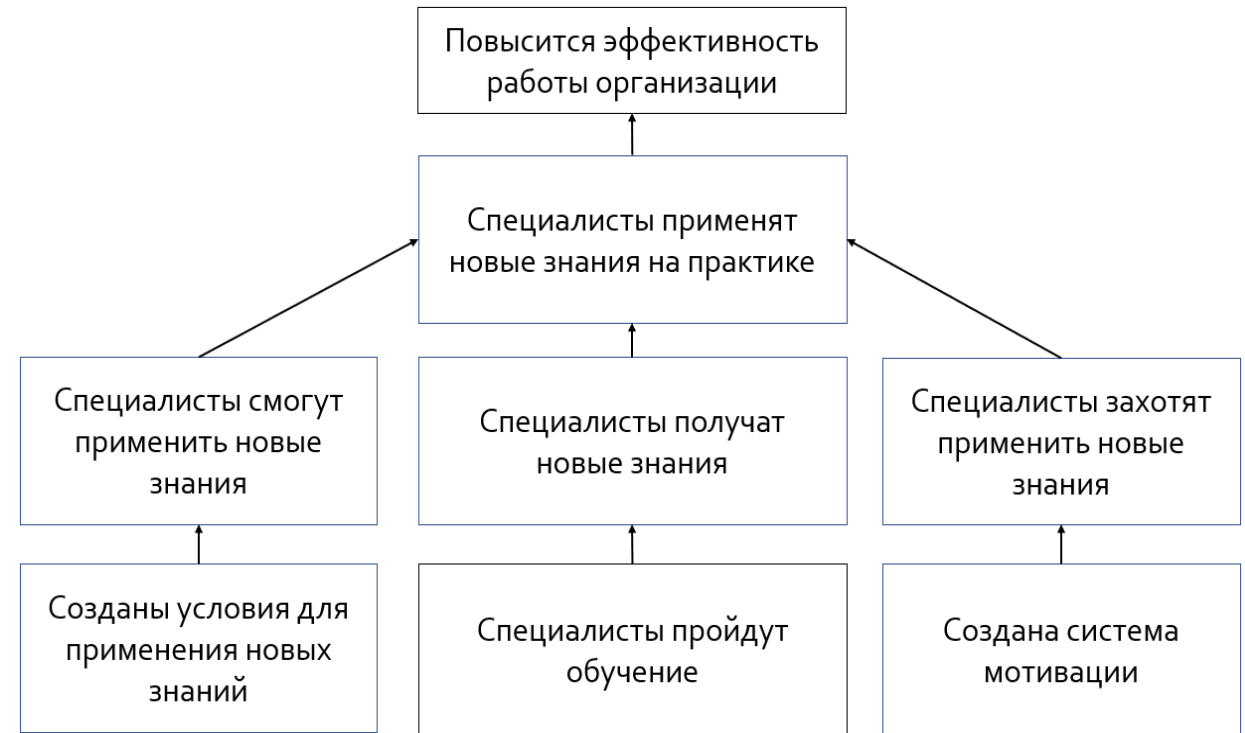 Повысится эффективность
работы организации
Специалисты применят
новые знания на практике
Специалисты смогут
применить новые
знания
Специалисты получат
новые знания
Специалисты захотят
применить новые
знания
Созданы условия для
применения новых
знаний
Специалисты пройдут
обучение
Создана система
мотивации